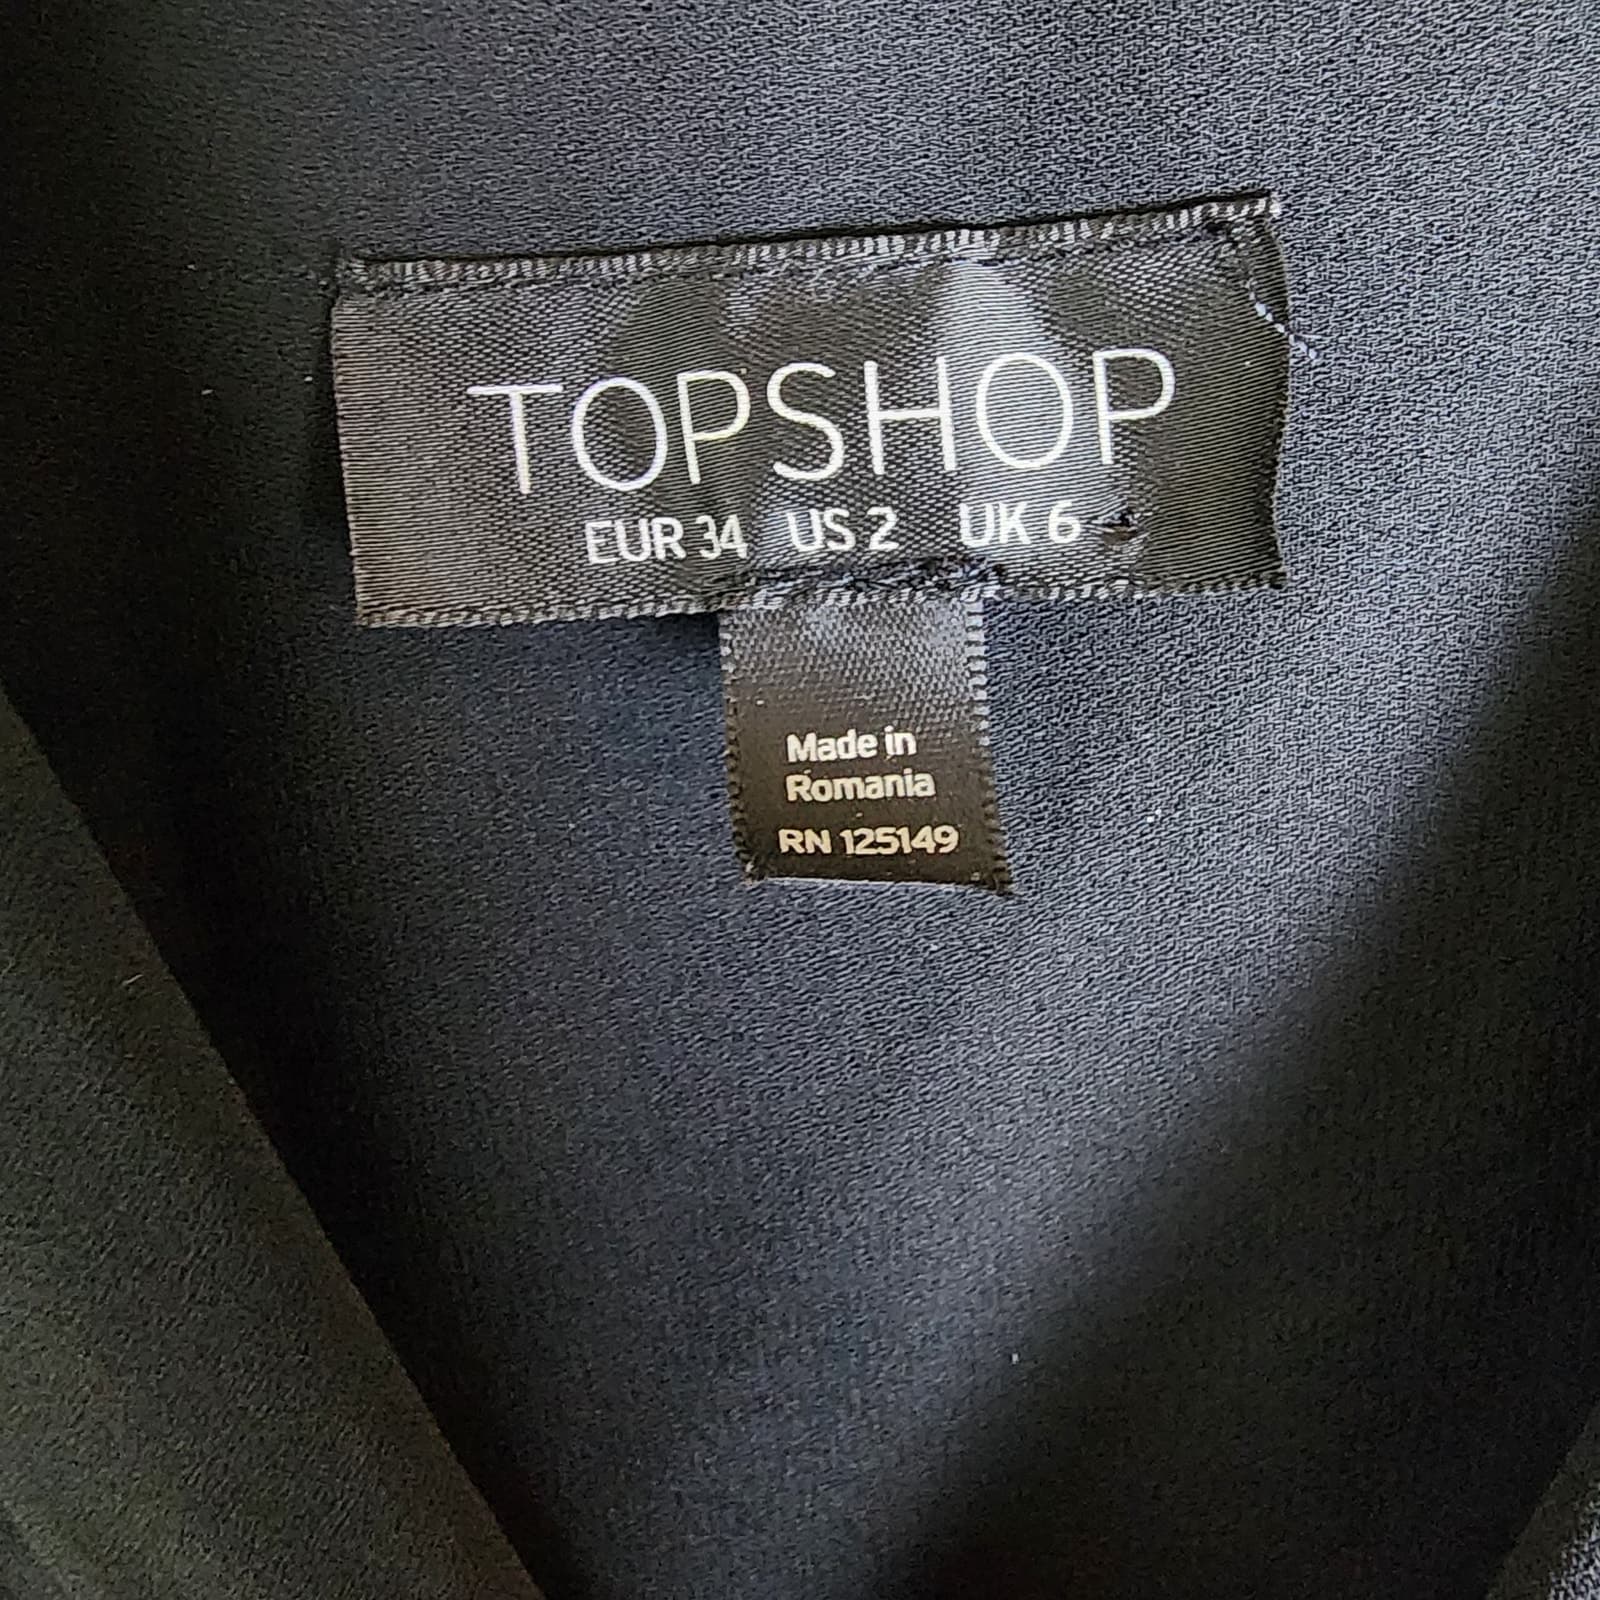 TOPSHOP
EUR 34 US 2 UK 6
Made in
Romania
RN 125149